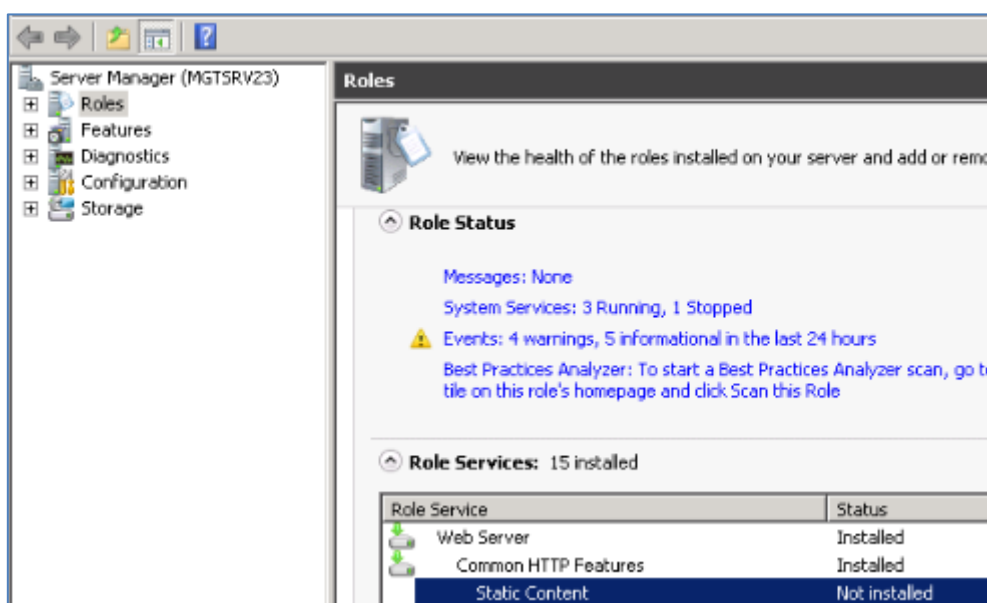 Server Manager (MGTSRV23)
Roles
Features
Diagnostics
Configuration
Storage
Roles
View the health of the roles installed on your server and add or remo
Role Status
Messages: None
System Services: 3 Running, 1 Stopped
Events: 4 warnings, 5 informational in the last 24 hours
Best Practices Analyzer: To start a Best Practices Analyzer scan, go to
tile on this role's homepage and click Scan this Role
Role Services: 15 installed
Role Service Status
Web Server Installed
Common HTTP Features Installed
Static Content Not installed